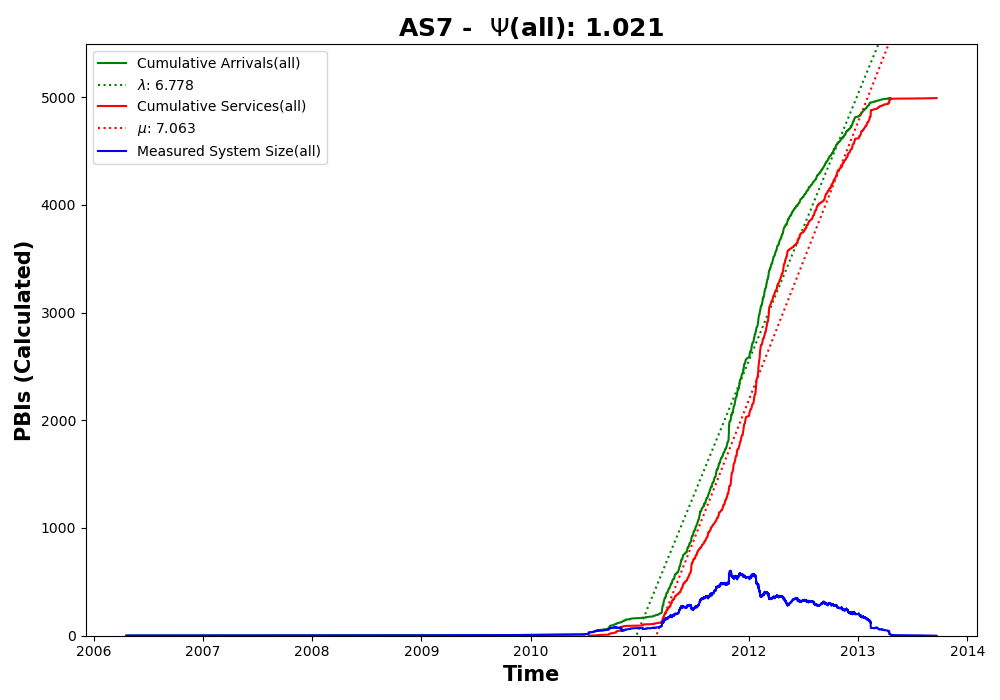 AS7 - Ψ(all): 1.021
Cumulative Arrivals(all)
λ: 6.778
Cumulative Services(all)
μ: 7.063
Measured System Size(all)
PBIs (Calculated)
5000
4000
3000
2000
1000
0
2006 2007 2008 2009 2010 2011 2012 2013 2014
Time